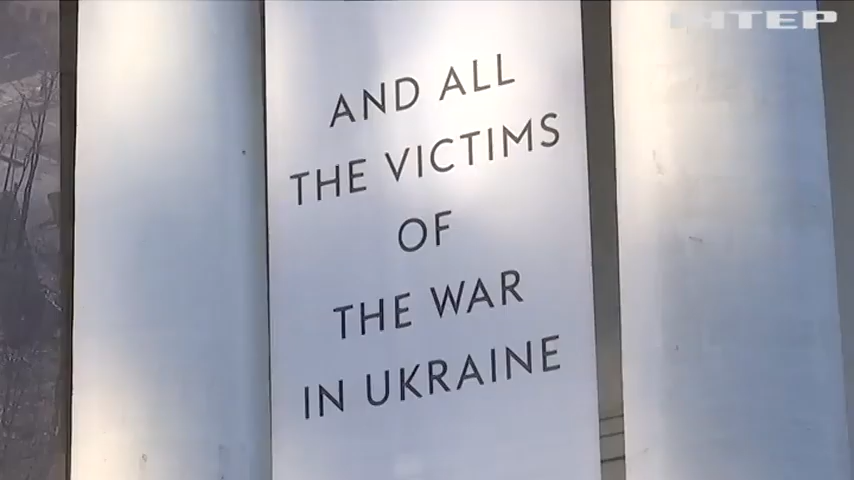 ІНТЕР
AND ALL
THE VICTIMS
OF
THE WAR
IN UKRAINE